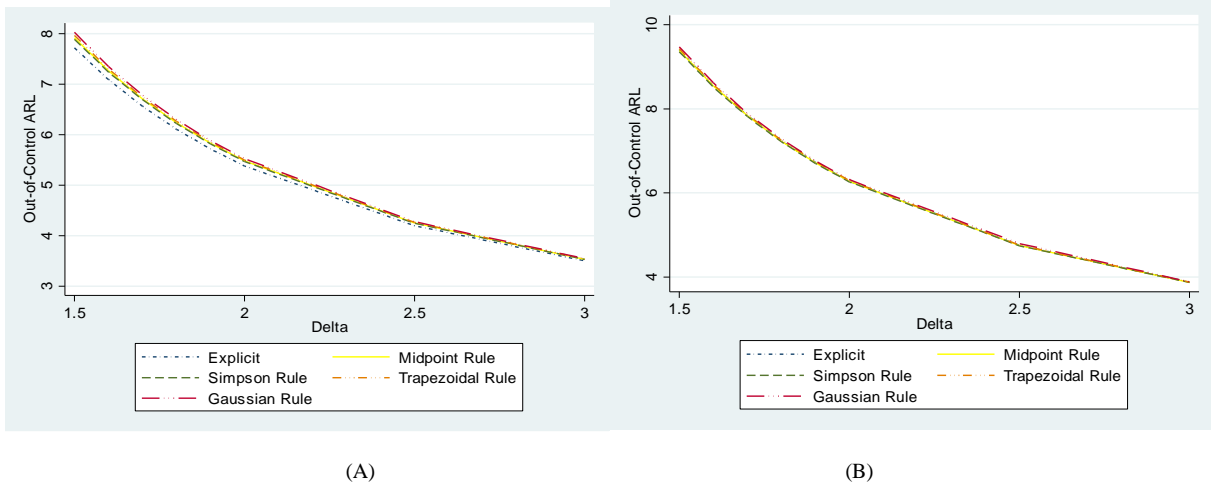 8
7
6
5
4
3
Out-of-Control ARL
1.5 2 2.5 3
Delta
Explicit Midpoint Rule
Simpson Rule Trapezoidal Rule
Gaussian Rule
(A)
10
8
6
4
Out-of-Control ARL
1.5 2 2.5 3
Delta
Explicit Midpoint Rule
Simpson Rule Trapezoidal Rule
Gaussian Rule
(B)